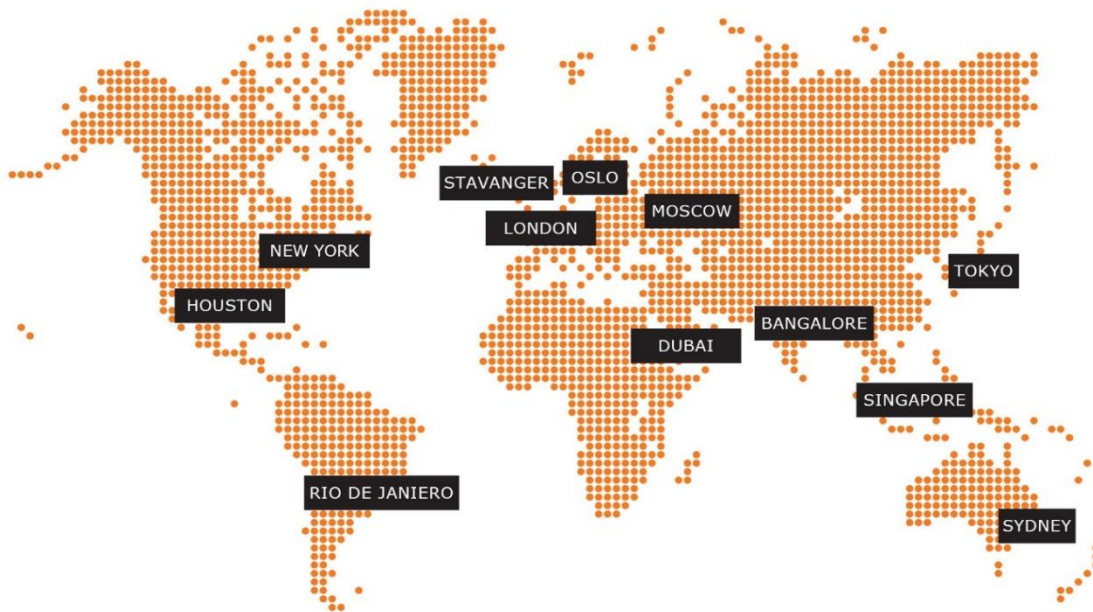 STAVANGER
OSLO
MOSCOW
LONDON
NEW YORK
TOKYO
HOUSTON
BANGALORE
DUBAI
SINGAPORE
RIO DE JANIERO
SYDNEY